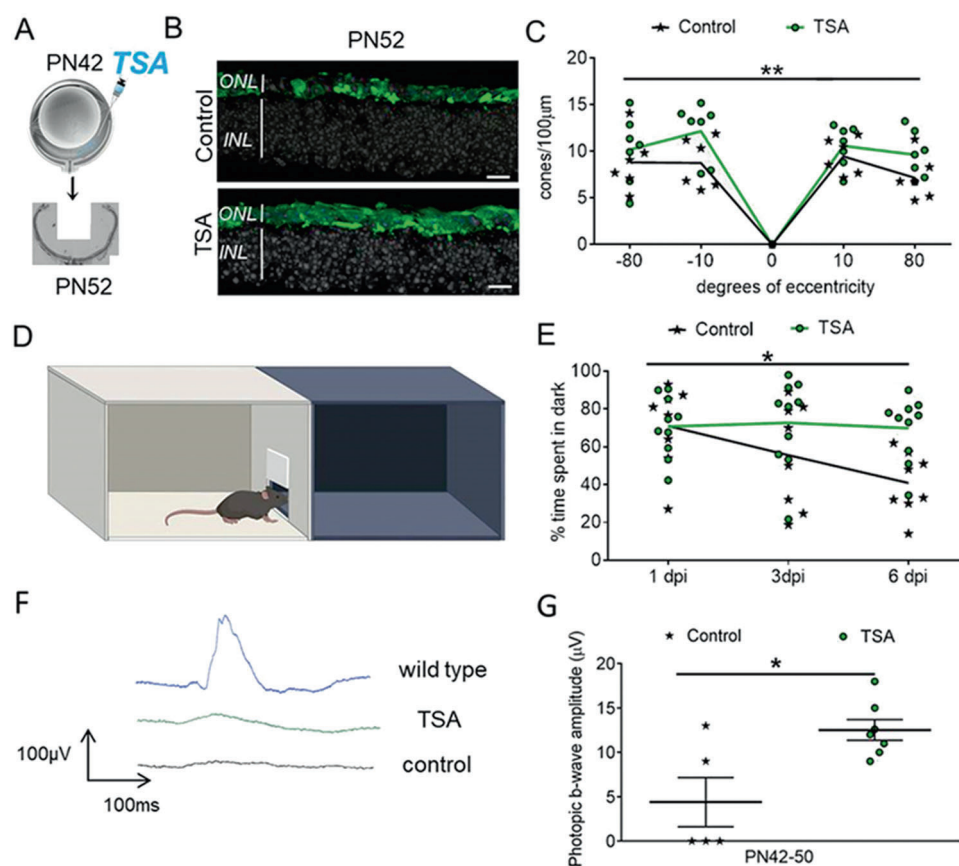 A
PN42 TSA
PN52
B
PN52
Control
ONL
INL
TSA
ONL
INL
C
Control TSA
**
cones/100µm
20
15
10
5
0
-80 -10 0 10 80
degrees of eccentricity
D
E
Control TSA
*
% time spent in dark
100
80
60
40
20
0
1 dpi 3dpi 6 dpi
F
wild type
TSA
control
100µV
100ms
G
Control TSA
*
Photopic b-wave amplitude (µV)
20
15
10
5
0
PN42-50